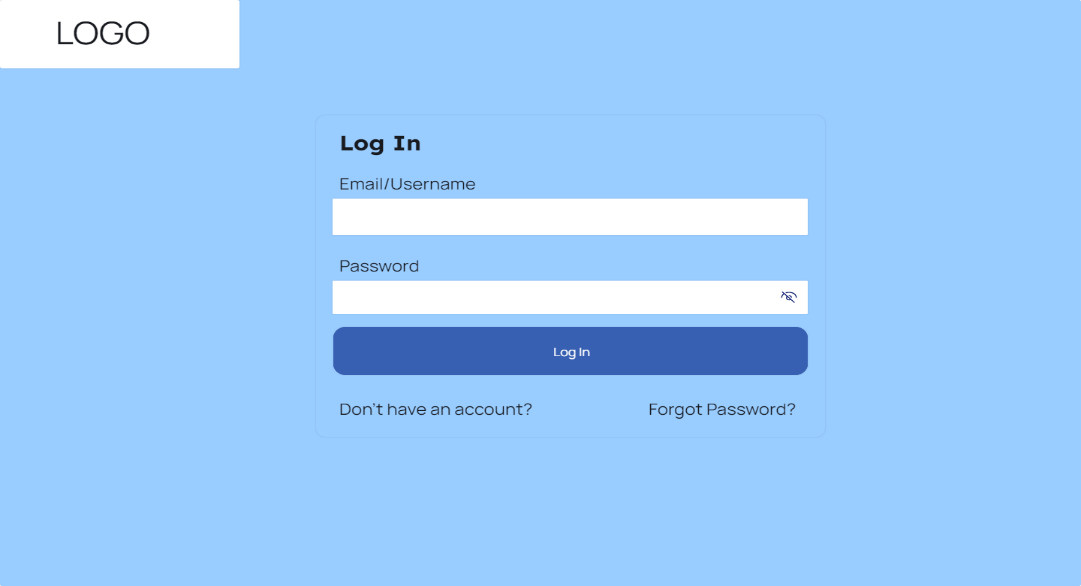 LOGO
Log In
Email/Username
Password
Log In
Don't have an account?
Forgot Password?